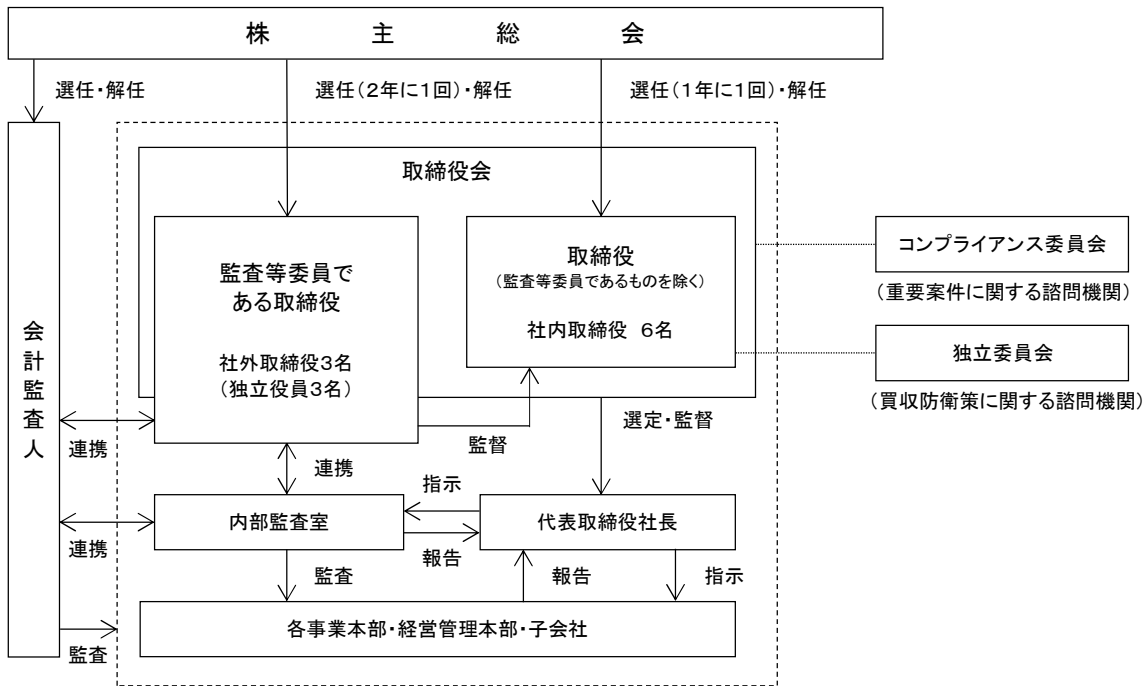 株主総会
選任・解任
選任(2年に1回)・解任
選任(1年に1回)・解任
取締役会
監査等委員で
ある取締役
社外取締役3名
(独立役員3名)
取締役
(監査等委員であるものを除く)
社内取締役 6名
コンプライアンス委員会
(重要案件に関する諮問機関)
独立委員会
(買収防衛策に関する諮問機関)
会計監査人
連携
監督
選定・監督
連携
指示
内部監査室
代表取締役社長
連携
報告
監査
報告
指示
各事業本部・経営管理本部・子会社
監査